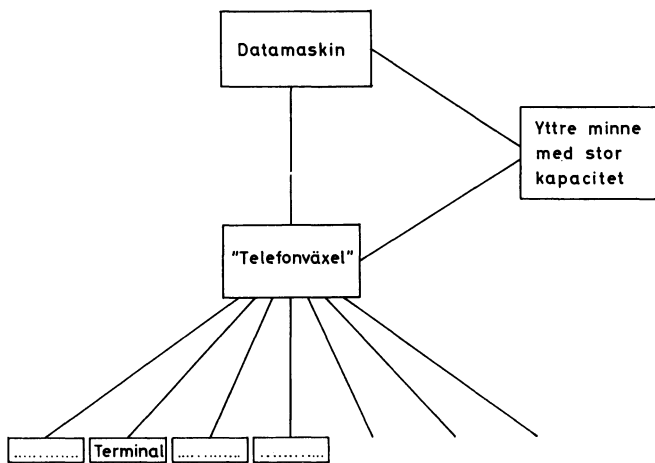 Datamaskin
Yttre minne
med stor
kapacitet
"Telefonväxel"
Terminal